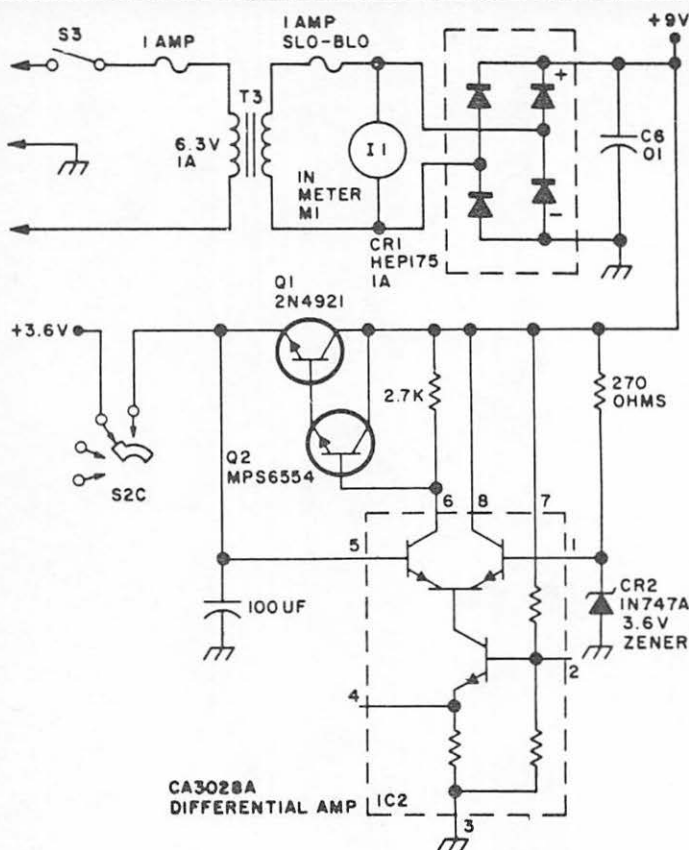 S3
1 AMP
1 AMP
SLO-BLO
+9V
T3
6.3V
1A
I1
IN
METER
M1
+
-
C6
01
CR1
HEP175
1A
Q1
2N4921
+3.6V
2.7K
270
OHMS
Q2
MPS6554
S2C
6
8
7
5
1
100UF
CR2
1N747A
3.6V
ZENER
2
4
CA3028A
DIFFERENTIAL AMP
IC2
3